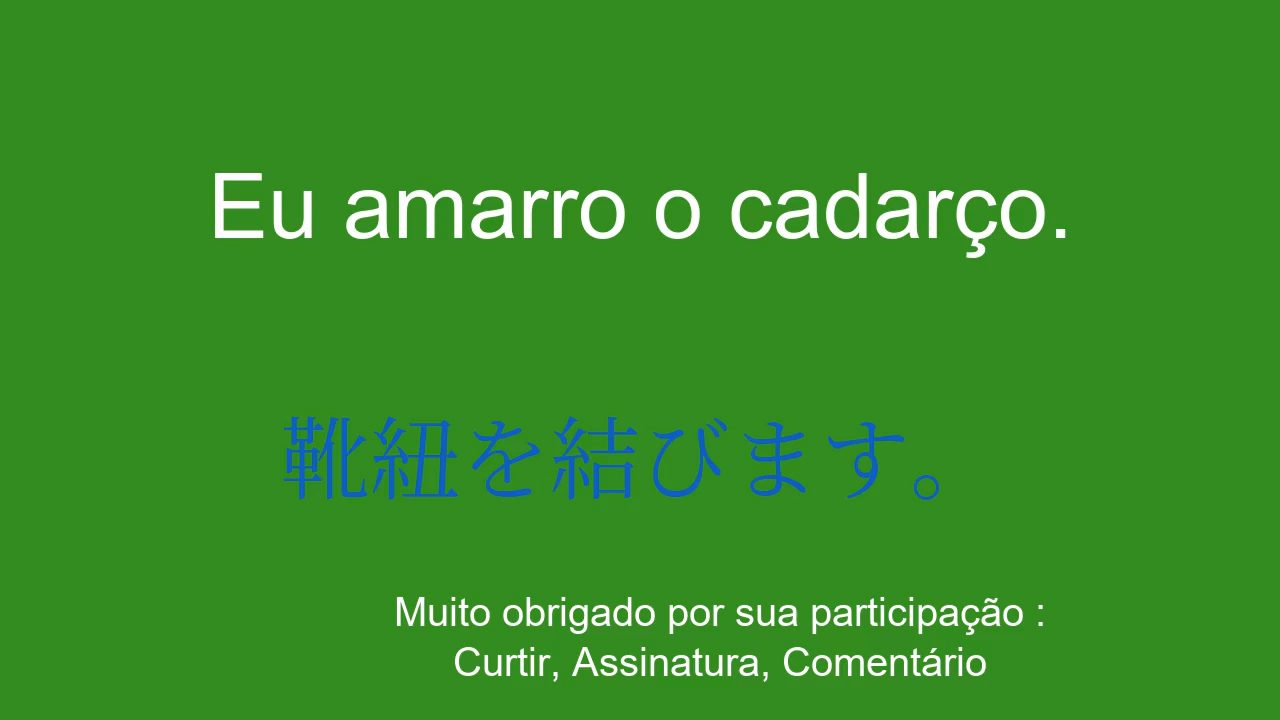 Eu amarro o cadarço.
靴紐を結びます。
Muito obrigado por sua participação :
Curtir, Assinatura, Comentário